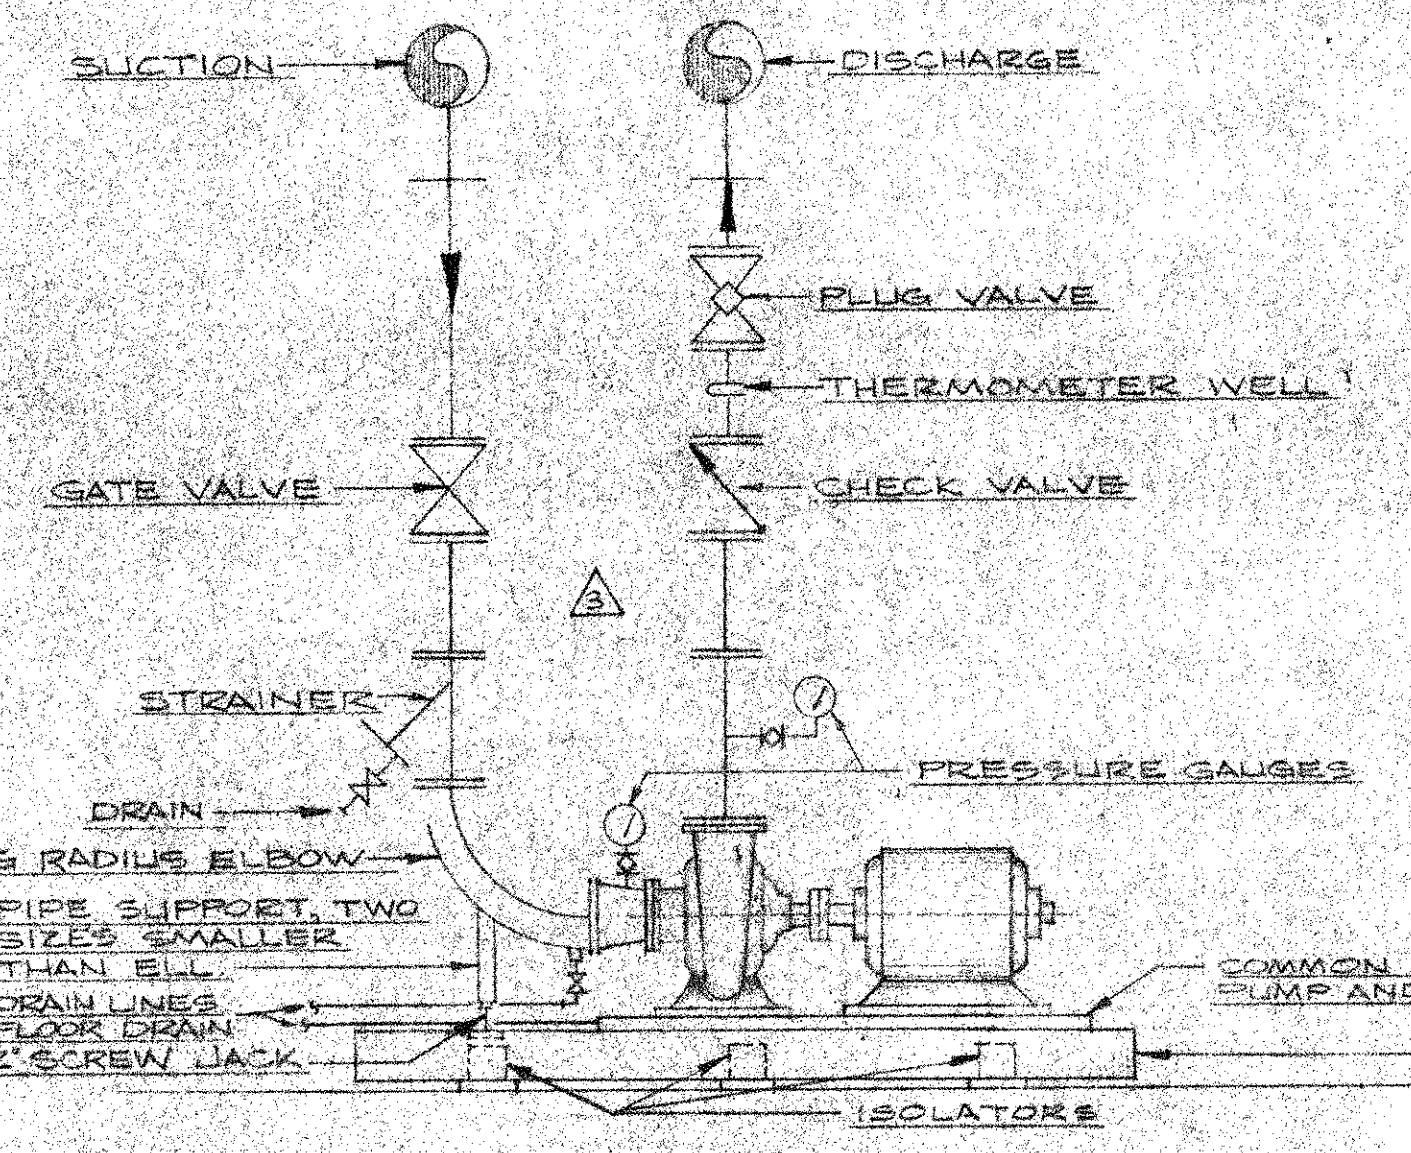 SUCTION
DISCHARGE
PLUG VALVE
THERMOMETER WELL
GATE VALVE
CHECK VALVE
3
STRAINER
PRESSURE GAUGES
DRAIN
G RADIUS ELBOW
PIPE SUPPORT, TWO
SIZES SMALLER
THAN ELL
COMMON
PUMP AND
DRAIN LINES
FLOOR DRAIN
SCREW JACK
ISOLATORS